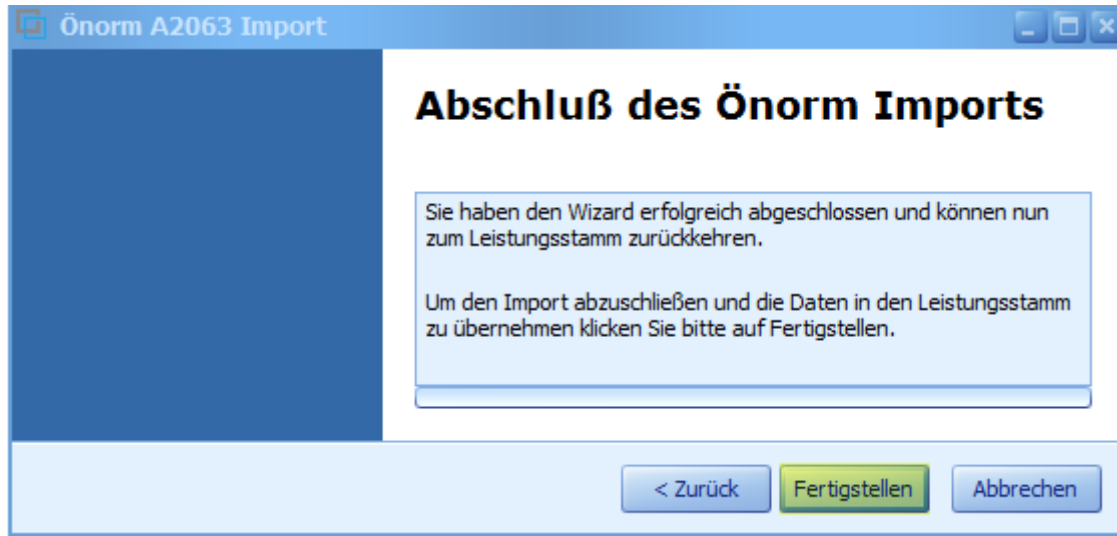 Önorm A2063 Import
Abschluß des Önorm Imports
Sie haben den Wizard erfolgreich abgeschlossen und können nun
zum Leistungsstamm zurückkehren.
Um den Import abzuschließen und die Daten in den Leistungsstamm
zu übernehmen klicken Sie bitte auf Fertigstellen.
< Zurück Fertigstellen Abbrechen